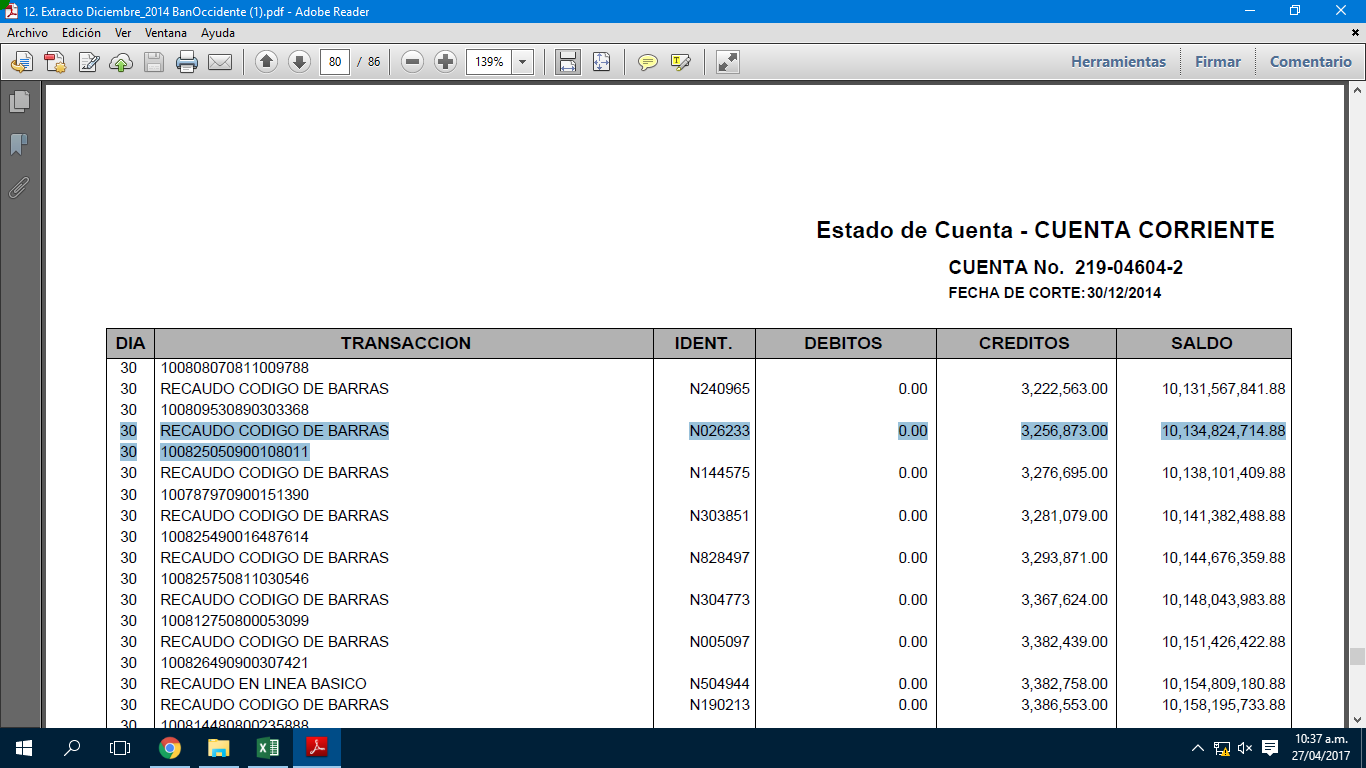 12. Extracto Diciembre_2014 BanOccidente (1).pdf - Adobe Reader
Archivo Edición Ver Ventana Ayuda
80 / 86 139% Herramientas Firmar Comentario
Estado de Cuenta - CUENTA CORRIENTE
CUENTA No. 219-04604-2
FECHA DE CORTE:30/12/2014
DIA TRANSACCION IDENT. DEBITOS CREDITOS SALDO
30 100808070811009788
30 RECAUDO CODIGO DE BARRAS N240965 0.00 3,222,563.00 10,131,567,841.88
30 100809530890303368
30 RECAUDO CODIGO DE BARRAS N026233 0.00 3,256,873.00 10,134,824,714.88
30 100825050900108011
30 RECAUDO CODIGO DE BARRAS N144575 0.00 3,276,695.00 10,138,101,409.88
30 100787970900151390
30 RECAUDO CODIGO DE BARRAS N303851 0.00 3,281,079.00 10,141,382,488.88
30 100825490016487614
30 RECAUDO CODIGO DE BARRAS N828497 0.00 3,293,871.00 10,144,676,359.88
30 100825750811030546
30 RECAUDO CODIGO DE BARRAS N304773 0.00 3,367,624.00 10,148,043,983.88
30 100812750800053099
30 RECAUDO CODIGO DE BARRAS N005097 0.00 3,382,439.00 10,151,426,422.88
30 100826490900307421
30 RECAUDO EN LINEA BASICO N504944 0.00 3,382,758.00 10,154,809,180.88
30 RECAUDO CODIGO DE BARRAS N190213 0.00 3,386,553.00 10,158,195,733.88
30 100814480800235888
10:37 a.m.
27/04/2017